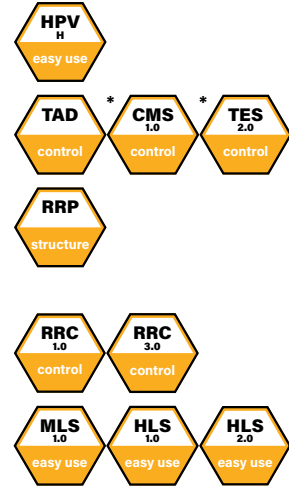 HPV
H
easy use
TAD * CMS * TES
1.0 2.0
control control control
RRP
structure
RRC RRC
1.0 3.0
control control
MLS HLS HLS
1.0 1.0 2.0
easy use easy use easy use